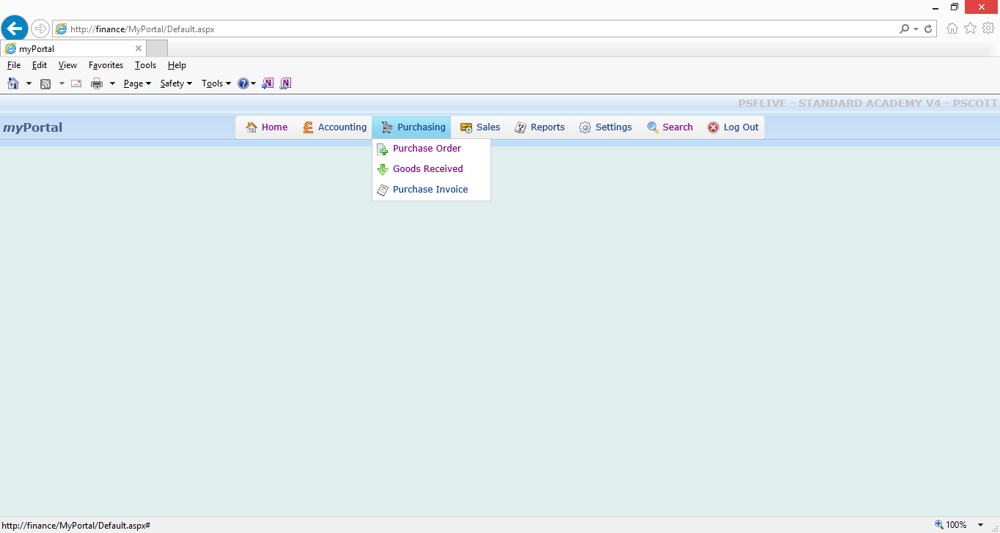 http://finance/MyPortal/Default.aspx
myPortal
File Edit View Favorites Tools Help
Page Safety Tools
PSFLIVE - STANDARD ACADEMY V4 - PSCOTT
myPortal Home Accounting Purchasing Sales Reports Settings Search Log Out
Purchase Order
Goods Received
Purchase Invoice
http://finance/MyPortal/Default.aspx# 100%